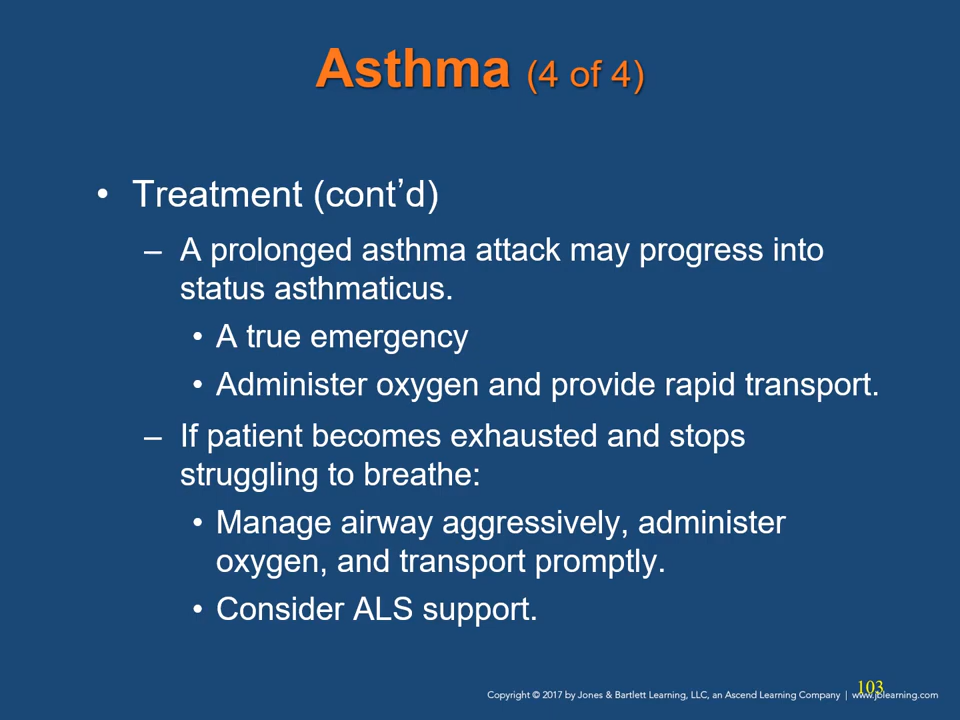 Asthma (4 of 4)
• Treatment (cont’d)
– A prolonged asthma attack may progress into
status asthmaticus.
• A true emergency
• Administer oxygen and provide rapid transport.
– If patient becomes exhausted and stops
struggling to breathe:
• Manage airway aggressively, administer
oxygen, and transport promptly.
• Consider ALS support.
103
Copyright © 2017 by Jones & Bartlett Learning, LLC, an Ascend Learning Company | www.jblearning.com